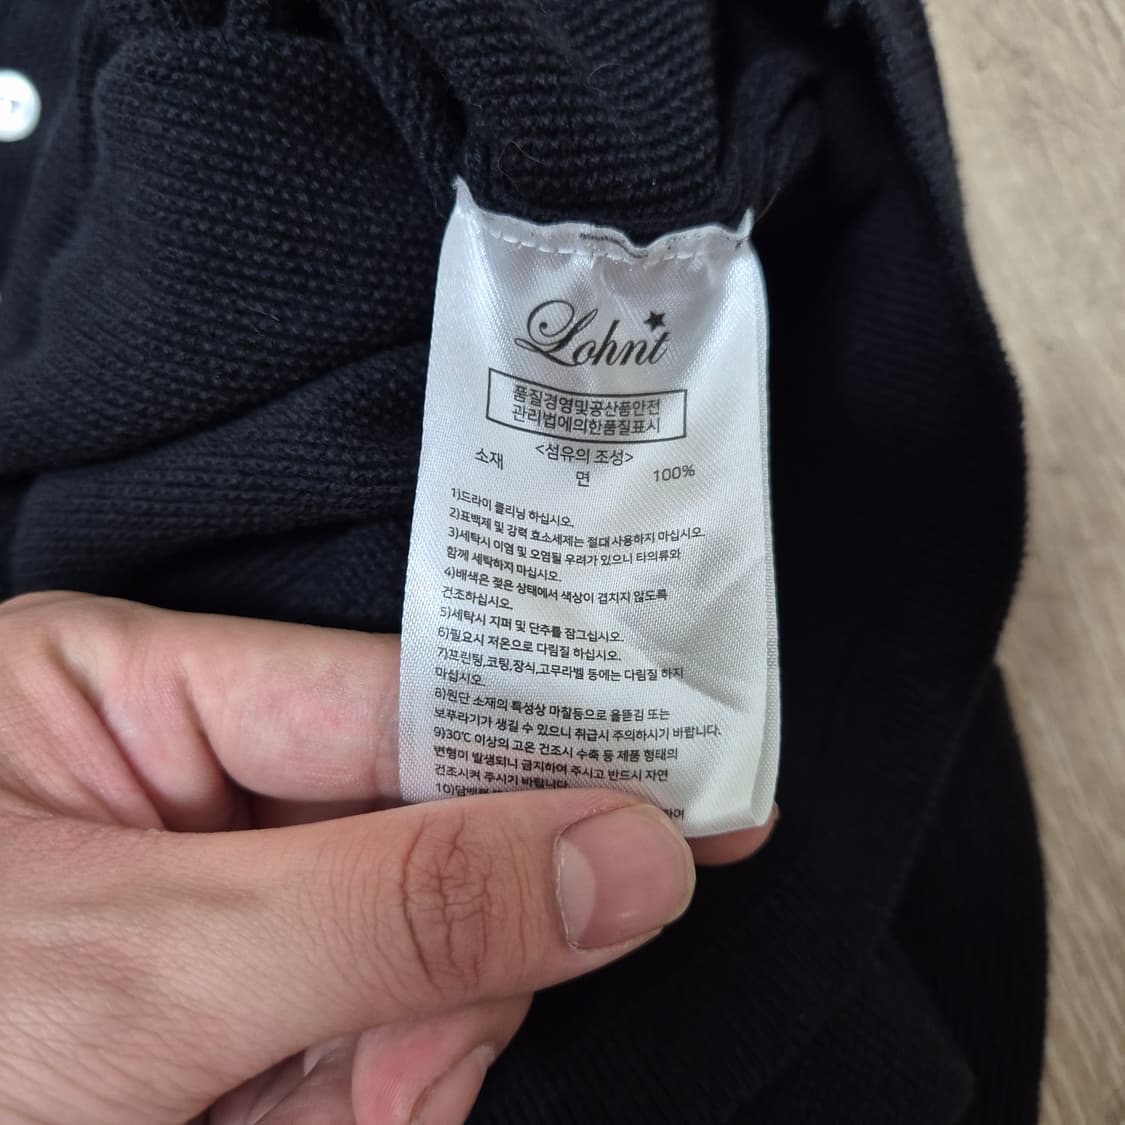 Lohnt
품질경영및공산품안전
관리법에의한품질표시
<섬유의 조성>
소재 면 100%
1)드라이 클리닝 하십시오.
2)표백제 및 강력 효소세제는 절대 사용하지 마십시오.
3)세탁시 이염 및 오염될 우려가 있으니 타의류와
함께 세탁하지 마십시오.
4)배색은 젖은 상태에서 색상이 겹치지 않도록
건조하십시오.
5)세탁시 지퍼 및 단추를 잠그십시오.
6)필요시 저온으로 다림질 하십시오.
7)프린팅,코팅,장식,고무라벨 등에는 다림질 하지
마십시오.
8)원단 소재의 특성상 마찰등으로 올뜯김 또는
보푸라기가 생길 수 있으니 취급시 주의하시기 바랍니다.
9)30℃ 이상의 고온 건조시 수축 등 제품 형태의
변형이 발생되니 금지하여 주시고 반드시 자연
건조시켜 주시기 바랍니다.
10)